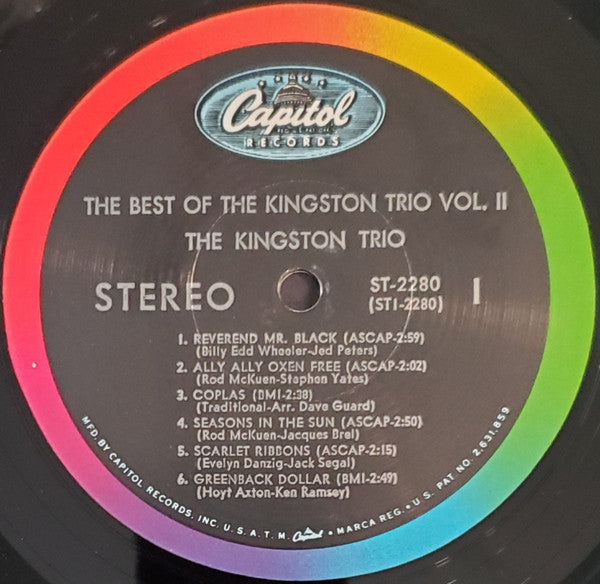 Capitol
RECORDS
THE BEST OF THE KINGSTON TRIO VOL. II
THE KINGSTON TRIO
STEREO
ST-2280
(ST1-2280)
1
1. REVEREND MR. BLACK (ASCAP-2:59)
(Billy Edd Wheeler-Jed Peters)
2. ALLY ALLY OXEN FREE (ASCAP-2:02)
(Rod McKuen-Stephen Yates)
3. COPLAS (BMI-2:38)
(Traditional-Arr. Dave Guard)
4. SEASONS IN THE SUN (ASCAP-2:50)
(Rod McKuen-Jacques Brel)
5. SCARLET RIBBONS (ASCAP-2:15)
(Evelyn Danzig-Jack Segal)
6. GREENBACK DOLLAR (BMI-2:49)
(Hoyt Axton-Ken Ramsey)
MFD. BY CAPITOL RECORDS, INC. U. S. A. T. M. Capitol • MARCA REG. • U. S. PAT. NO. 2,631,859